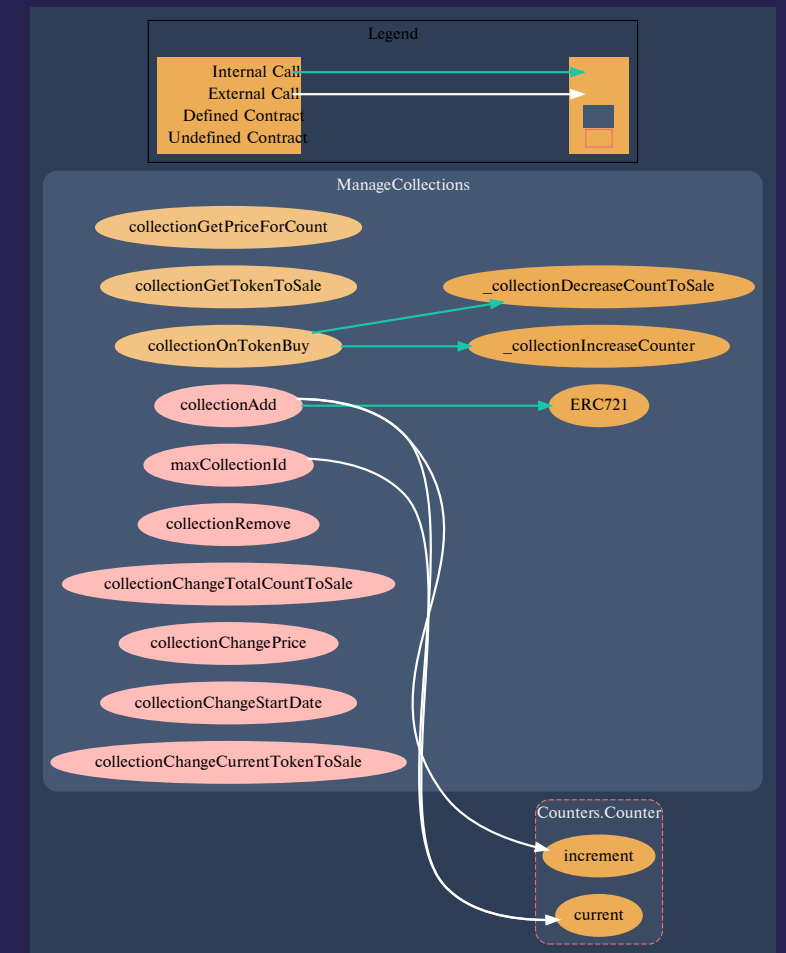 Legend
Internal Call
External Call
Defined Contract
Undefined Contract
ManageCollections
collectionGetPriceForCount
collectionGetTokenToSale
_collectionDecreaseCountToSale
collectionOnTokenBuy
_collectionIncreaseCounter
collectionAdd
ERC721
maxCollectionId
collectionRemove
collectionChangeTotalCountToSale
collectionChangePrice
collectionChangeStartDate
collectionChangeCurrentTokenToSale
Counters.Counter
increment
current